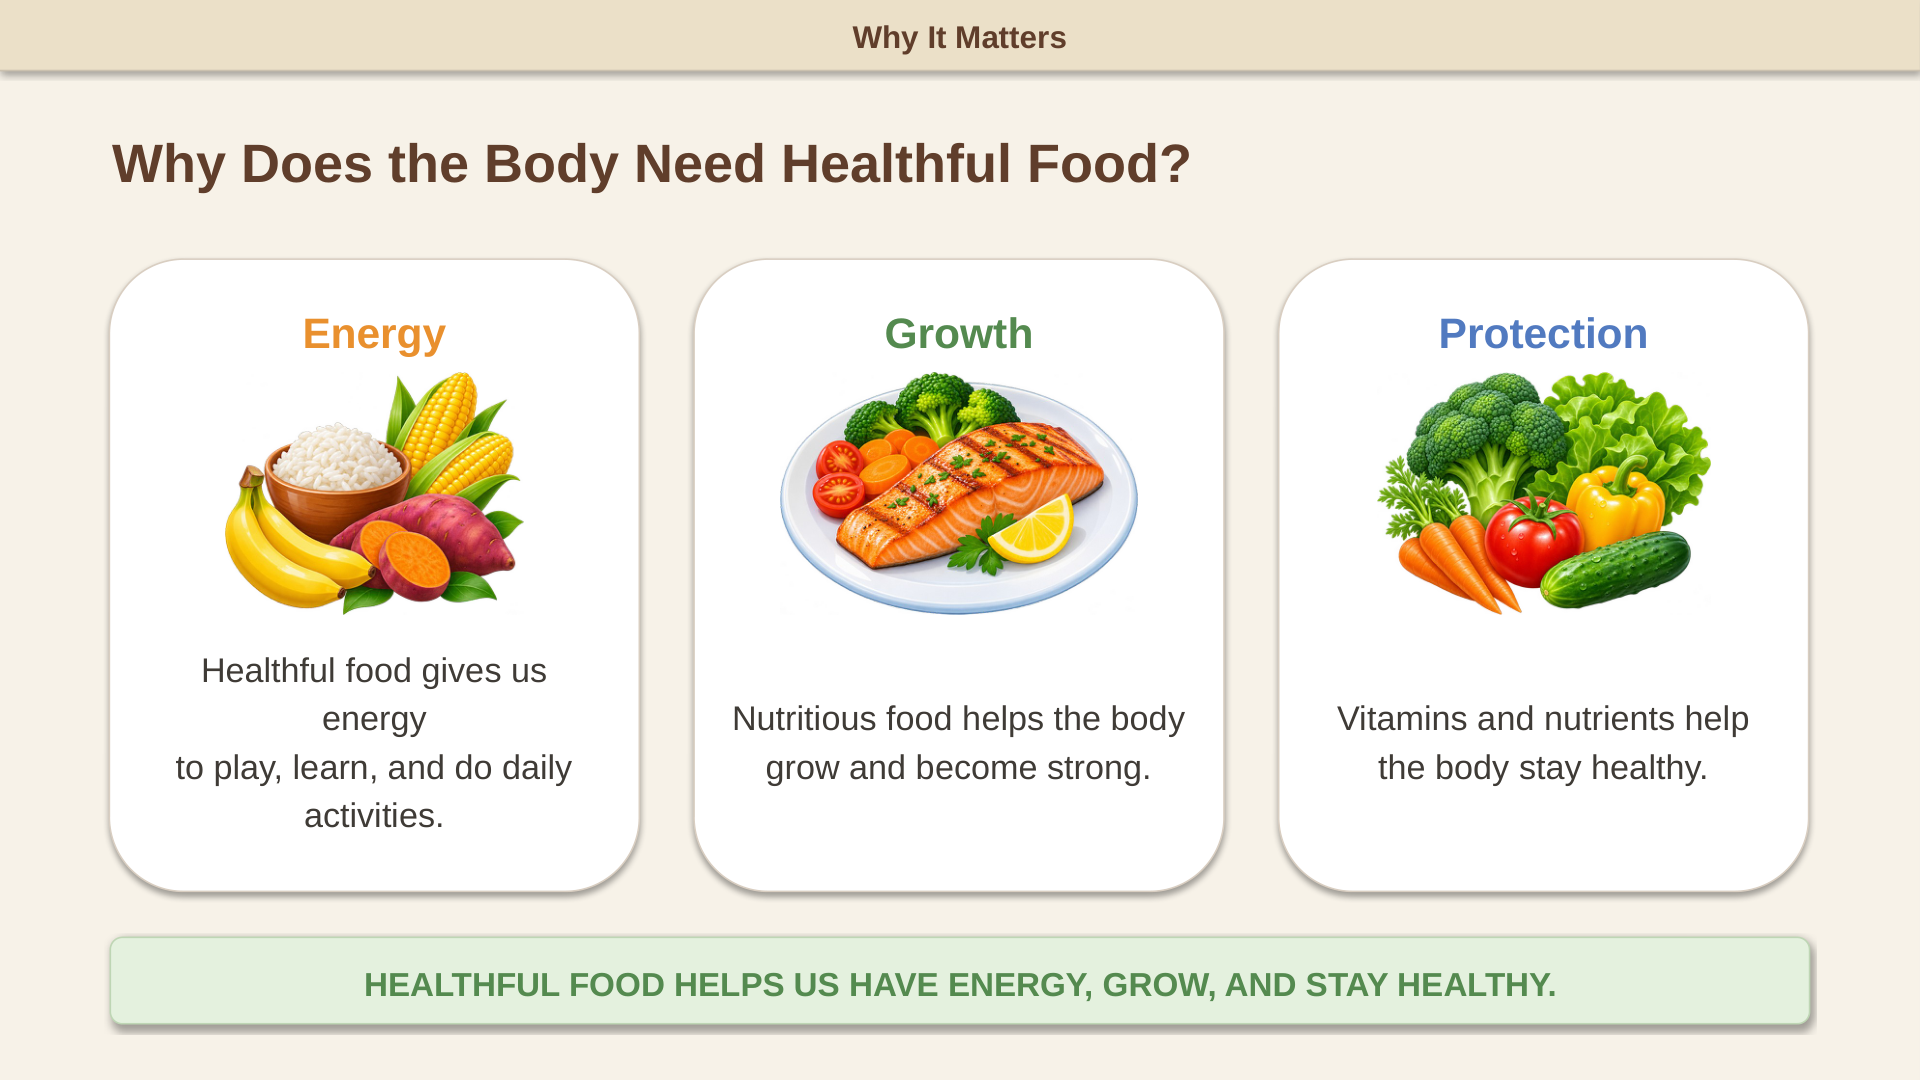 Why It Matters
Why Does the Body Need Healthful Food?
Energy
Healthful food gives us
energy
to play, learn, and do daily
activities.
Growth
Nutritious food helps the body
grow and become strong.
Protection
Vitamins and nutrients help
the body stay healthy.
HEALTHFUL FOOD HELPS US HAVE ENERGY, GROW, AND STAY HEALTHY.